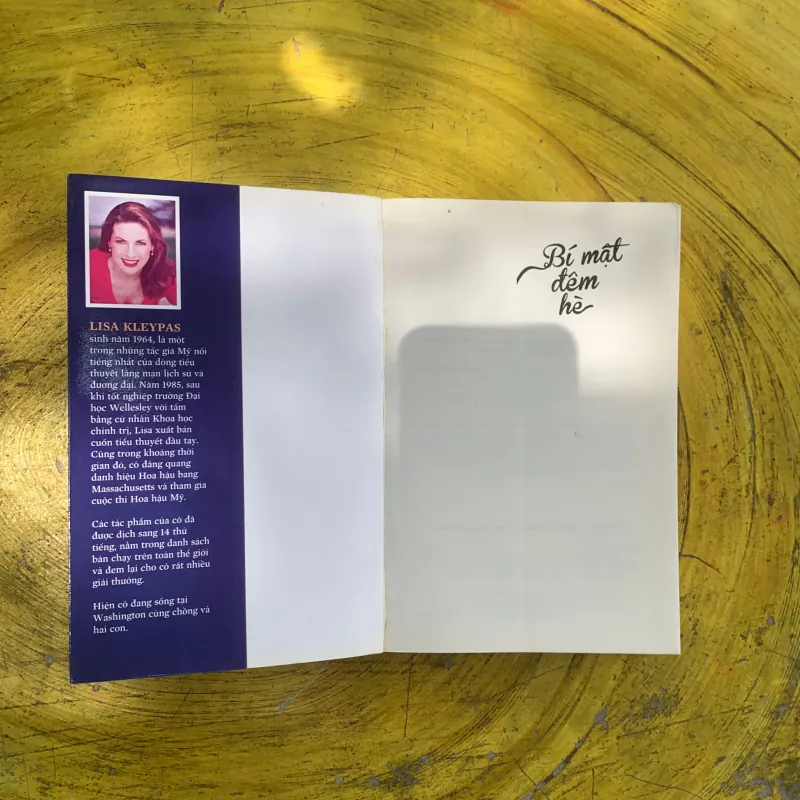 LISA KLEYPAS
sinh năm 1964, là một
trong những tác giả Mỹ nổi
tiếng nhất của dòng tiểu
thuyết lãng mạn lịch sử và
đương đại. Năm 1985, sau
khi tốt nghiệp trường Đại
học Wellesley với tấm
bằng cử nhân Khoa học
chính trị, Lisa xuất bản
cuốn tiểu thuyết đầu tay.
Cũng trong khoảng thời
gian đó, cô đăng quang
danh hiệu Hoa hậu bang
Massachusetts và tham gia
cuộc thi Hoa hậu Mỹ.
Các tác phẩm của cô đã
được dịch sang 14 thứ
tiếng, nằm trong danh sách
bán chạy trên toàn thế giới
và đem lại cho cô rất nhiều
giải thưởng.
Hiện cô đang sống tại
Washington cùng chồng và
hai con.
Bí mật
đêm
hè